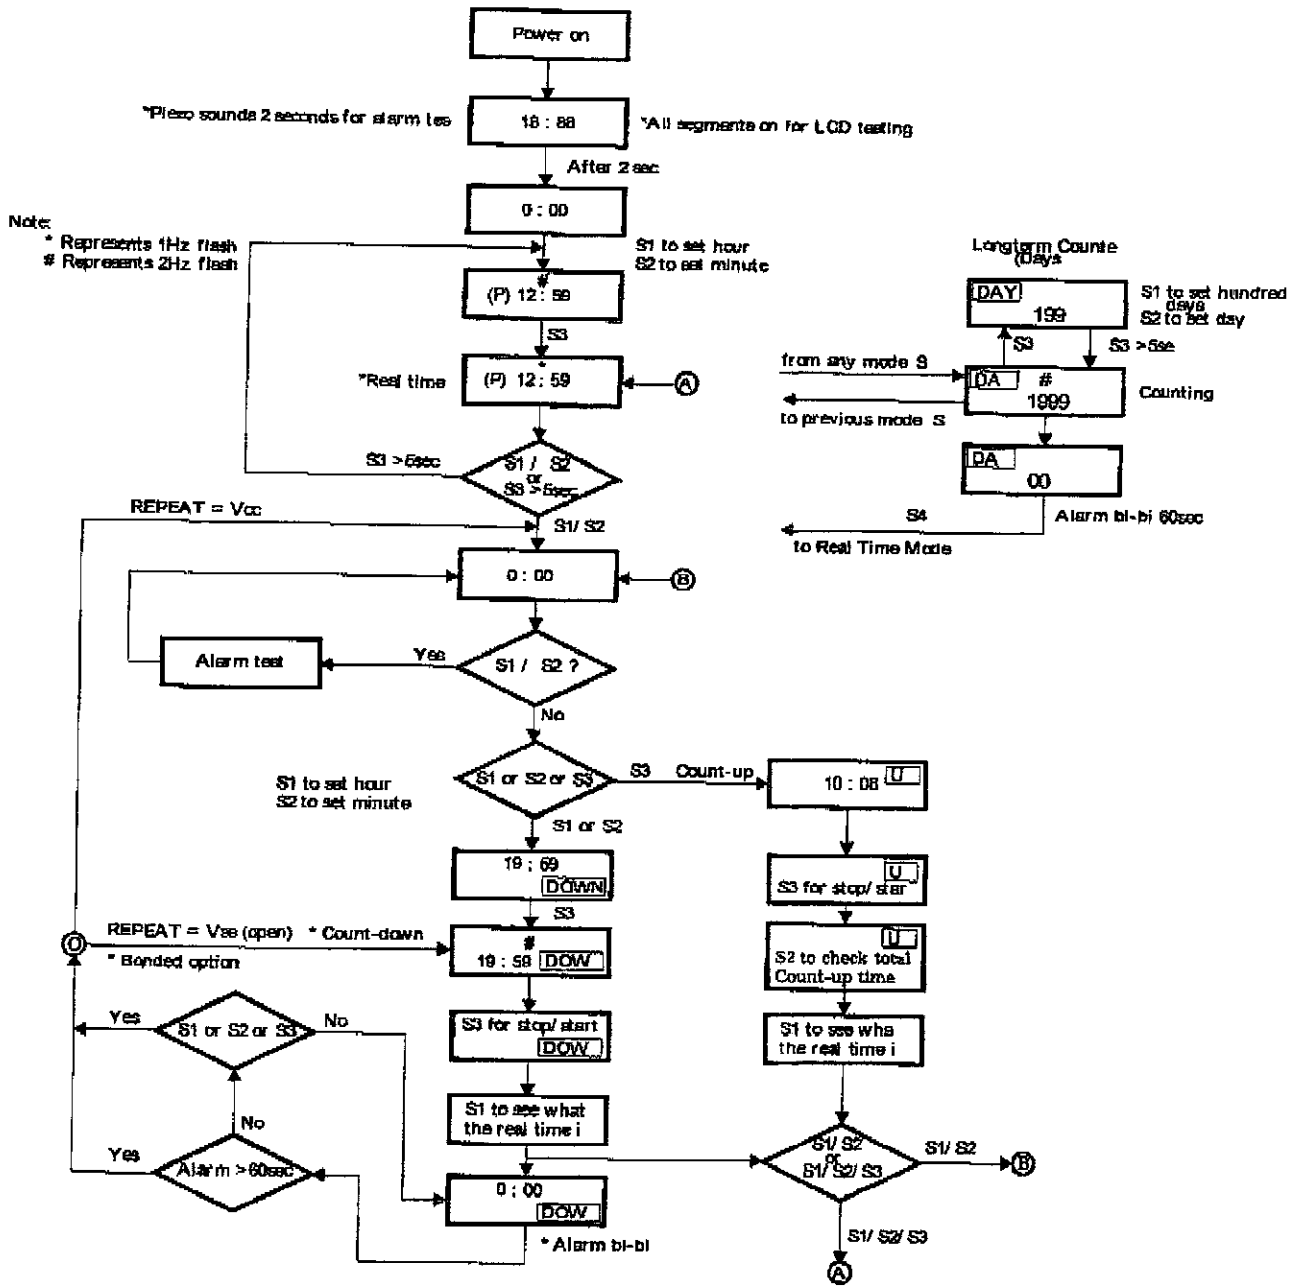 Power on
*Piezo sounds 2 seconds for alarm tes
18 : 88
*All segments on for LCD testing
After 2 sec
0 : 00
Note:
* Represents 1Hz flash
# Represents 2Hz flash
S1 to set hour
S2 to set minute
#
(P) 12 : 59
S3
*Real time
*
(P) 12 : 59
A
S3 >5sec
S1 / S2
or
S3 >5sec
REPEAT = Vcc
S1/ S2
0 : 00
B
Alarm test
Yes
S1 / S2 ?
No
S1 to set hour
S2 to set minute
S1 or S2 or S3
S3
Count-up
10 : 08
U
S1 or S2
19 : 59
DOWN
S3
U
S3 for stop/ star
REPEAT = Vss (open)
* Count-down
* Bonded option
#
19 : 59
DOW
U
S2 to check total
Count-up time
Yes
S1 or S2 or S3
No
S3 for stop/ start
DOW
S1 to see wha
the real time i
No
S1 to see what
the real time i
Yes
Alarm >60sec
S1/ S2
or
S1/ S2/ S3
S1/ S2
B
0 : 00
DOW
* Alarm bi-bi
S1/ S2/ S3
A
Longterm Counte
(Days
DAY
199
S1 to set hundred
days
S2 to set day
S3
S3 >5se
from any mode S
DA
#
1999
Counting
to previous mode S
DA
00
S4
Alarm bi-bi 60sec
to Real Time Mode